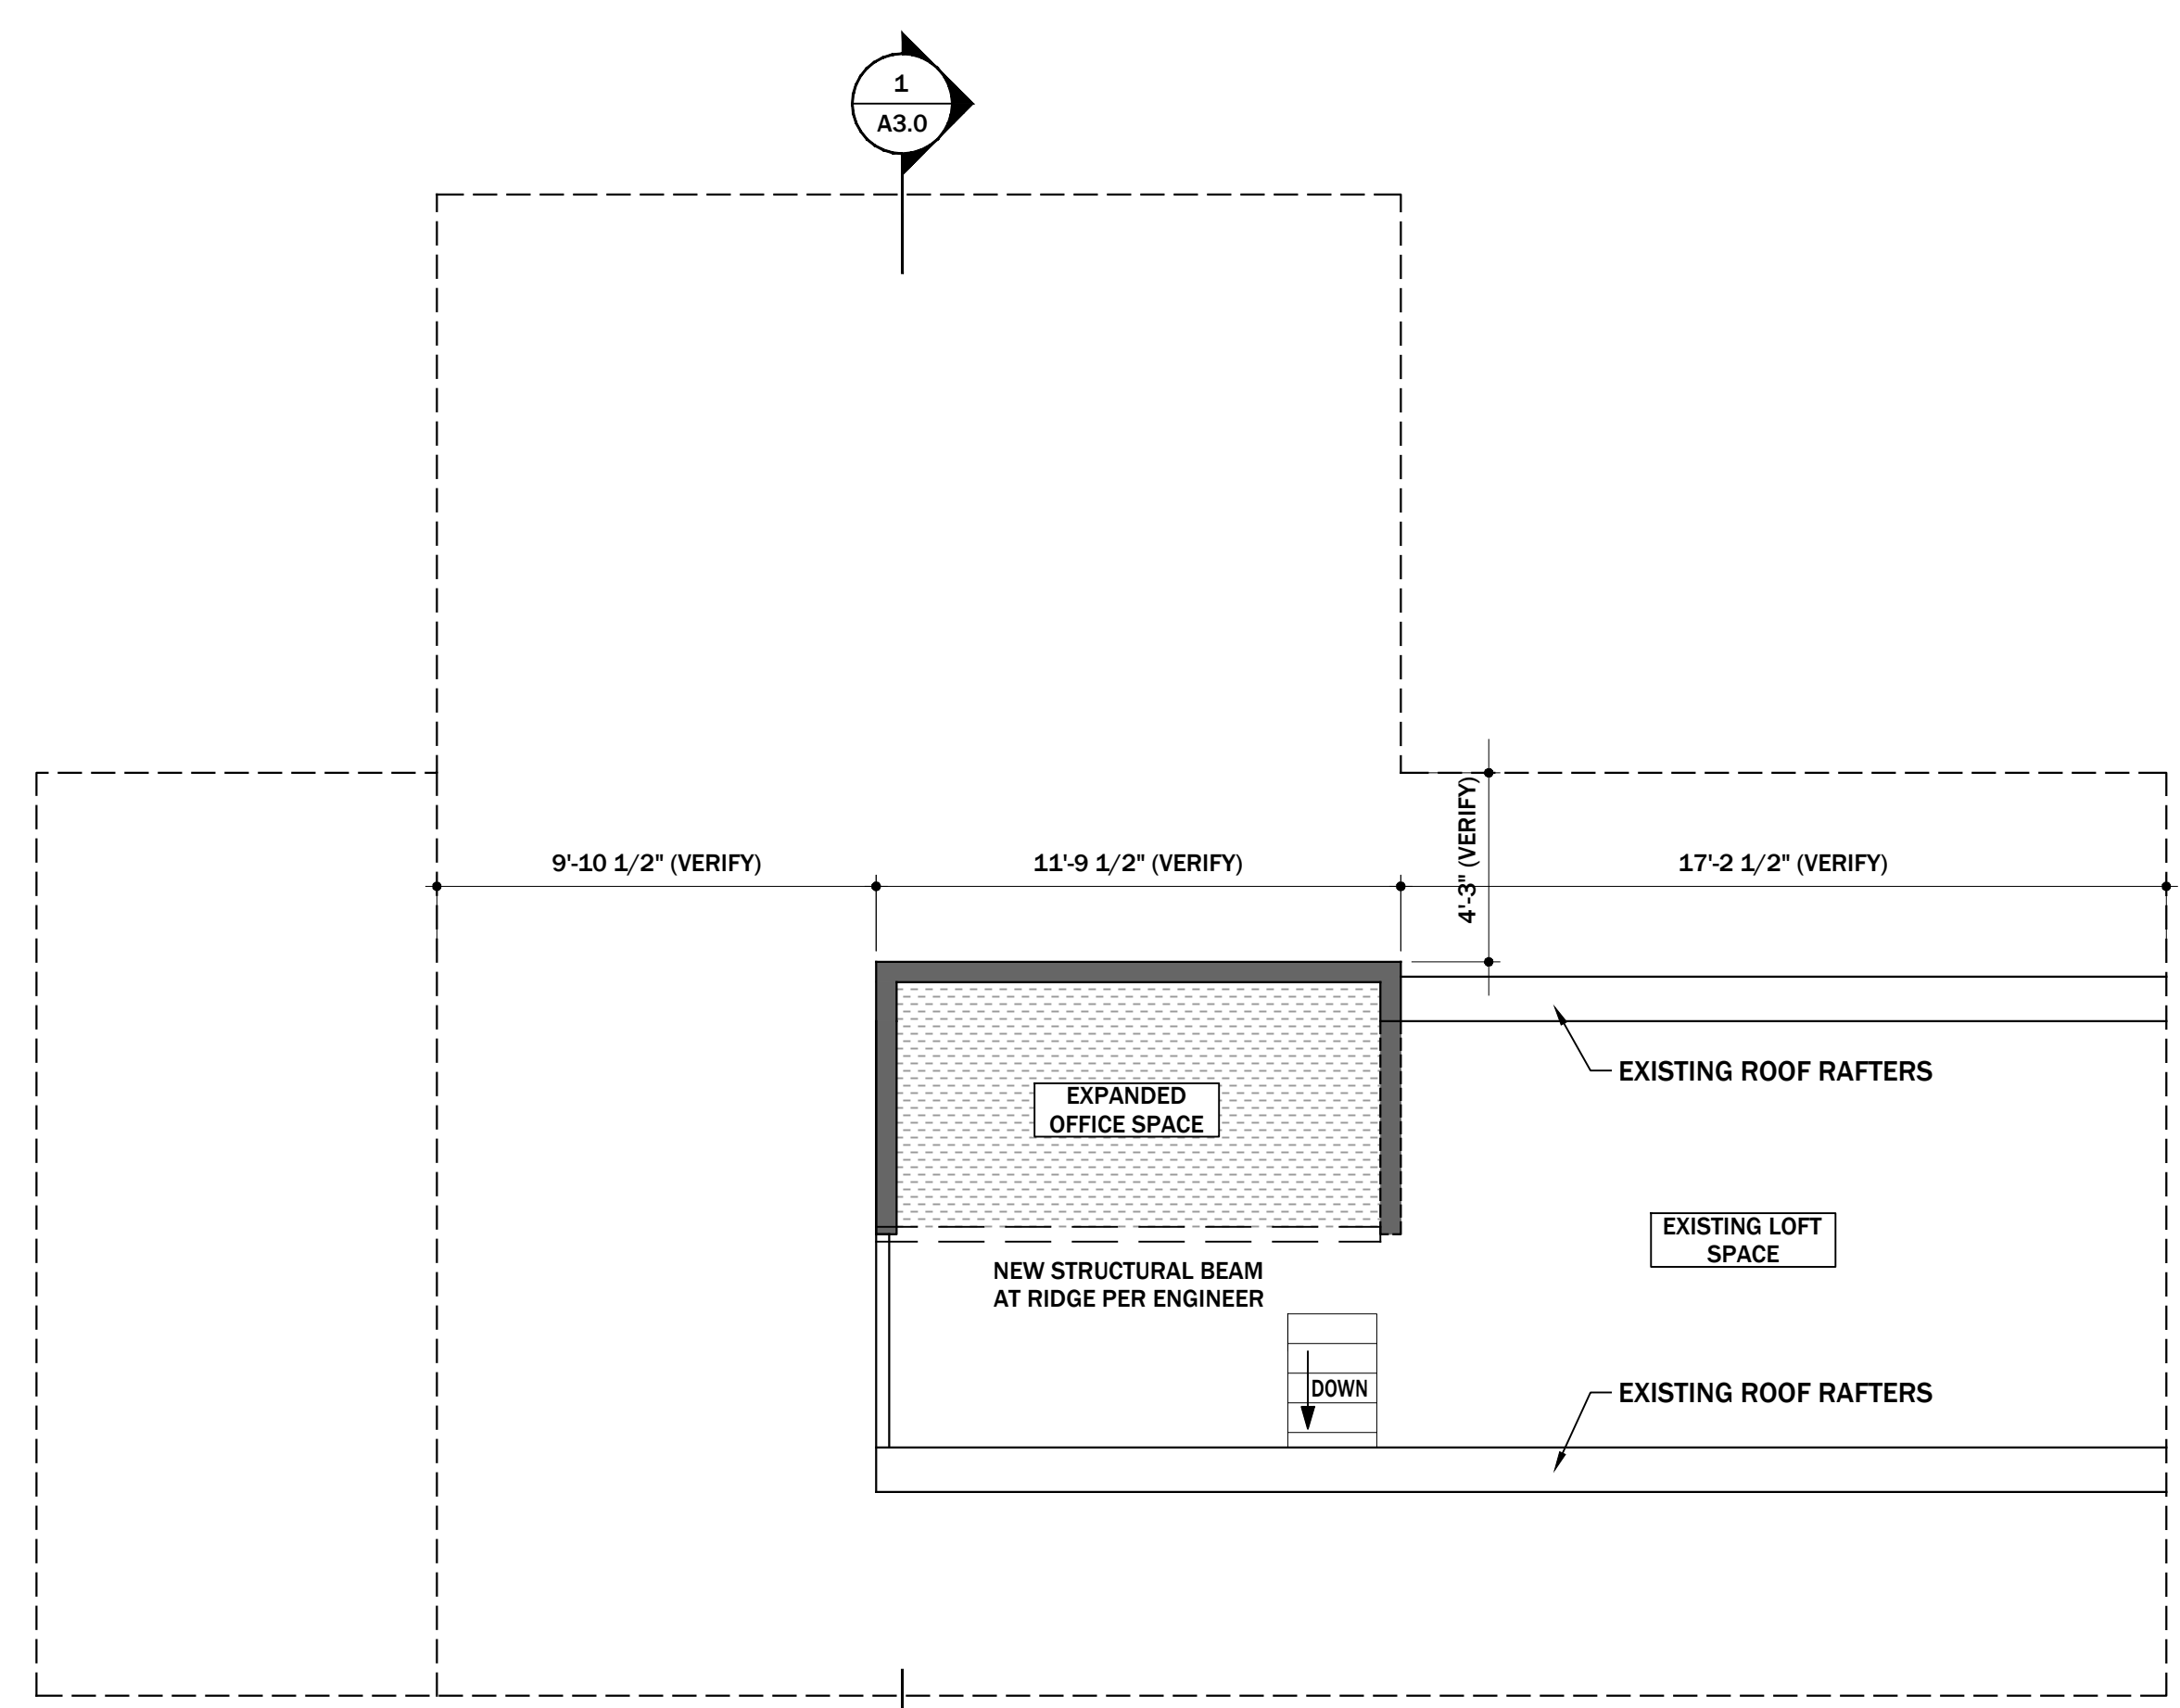 1
A3.0
9'-10 1/2" (VERIFY)
11'-9 1/2" (VERIFY)
4'-3" (VERIFY)
17'-2 1/2" (VERIFY)
EXISTING ROOF RAFTERS
EXPANDED
OFFICE SPACE
EXISTING LOFT
SPACE
NEW STRUCTURAL BEAM
AT RIDGE PER ENGINEER
DOWN
EXISTING ROOF RAFTERS